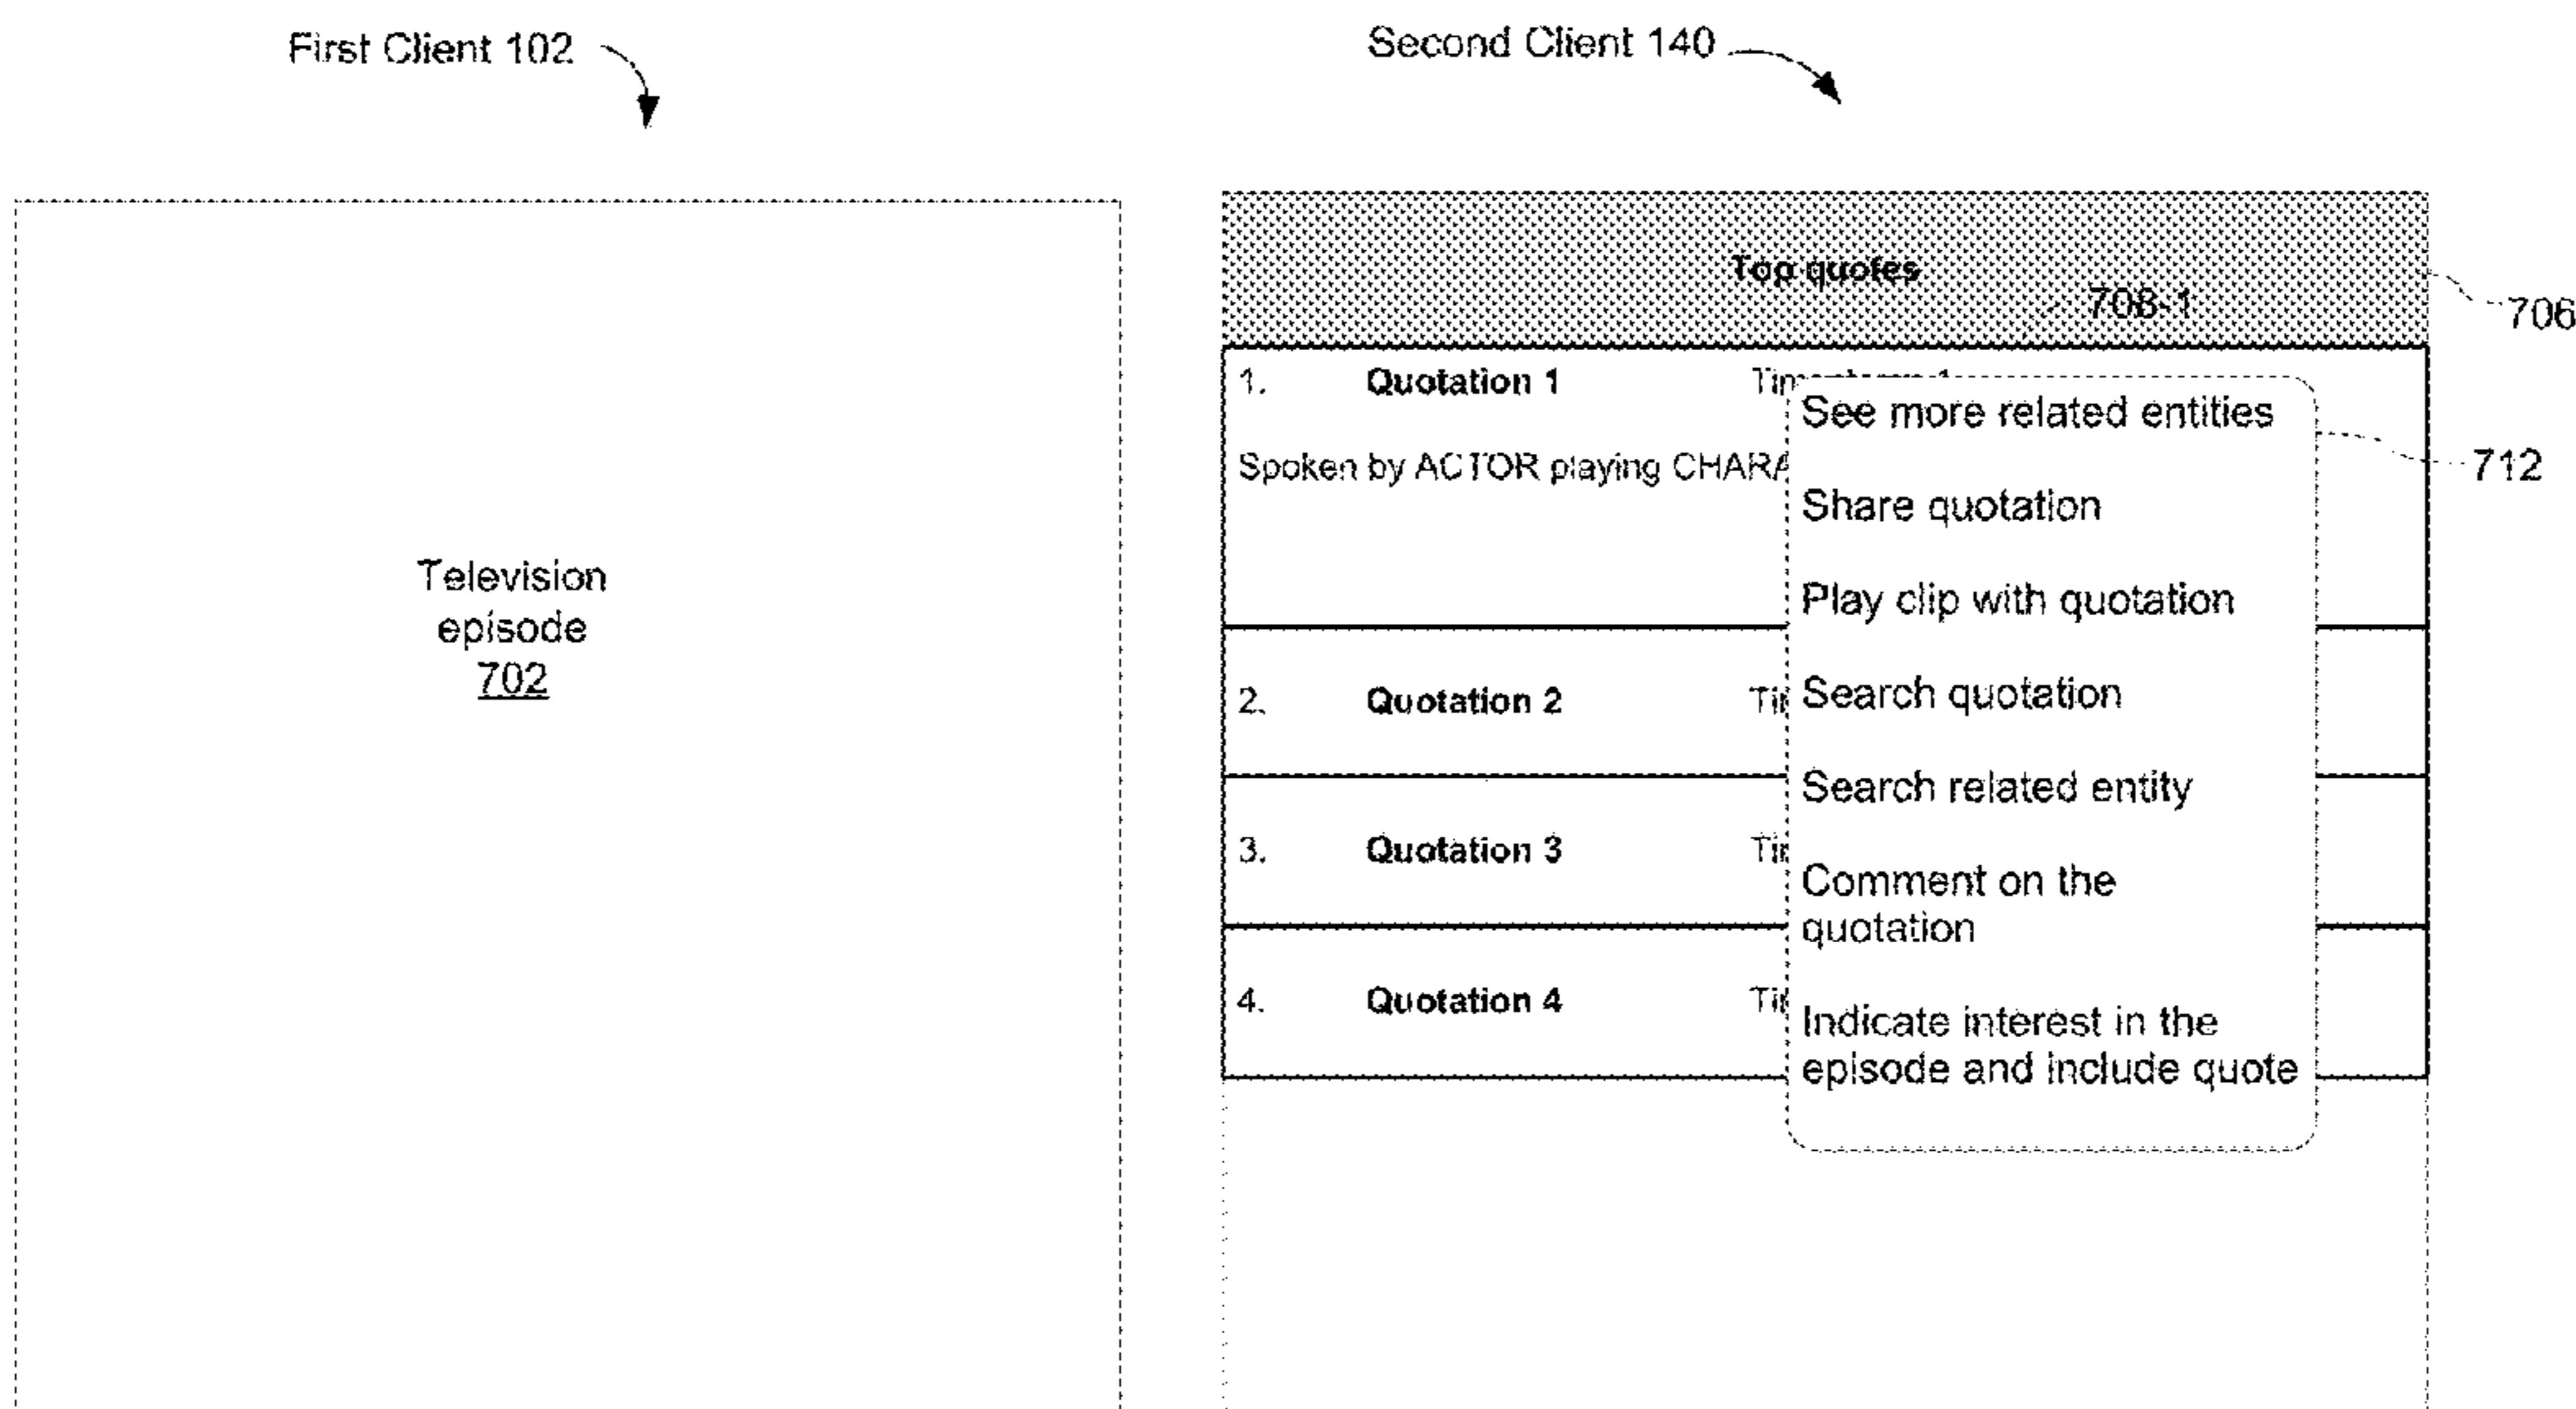 First Client 102
Second Client 140
Top quotes
708-1
706
1. Quotation 1
See more related entities
712
Spoken by ACTOR playing
Share quotation
Television
episode
702
Play clip with quotation
2. Quotation 2
Search quotation
Search related entity
3. Quotation 3
Comment on the
quotation
4. Quotation 4
Indicate interest in the
episode and include quote